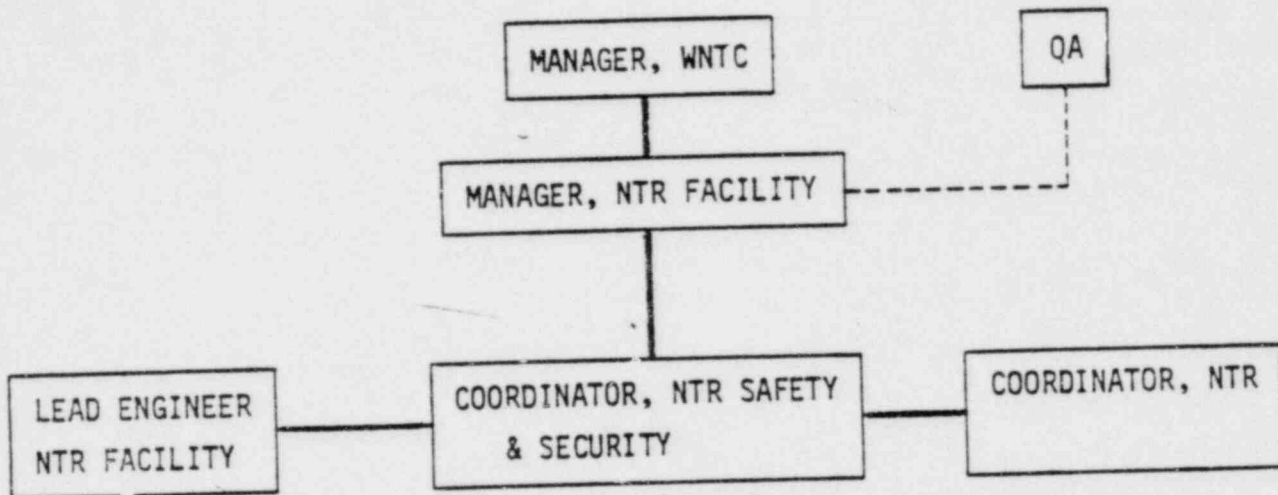 MANAGER, WNTC
QA
MANAGER, NTR FACILITY
LEAD ENGINEER
NTR FACILITY
COORDINATOR, NTR SAFETY
& SECURITY
COORDINATOR, NTR